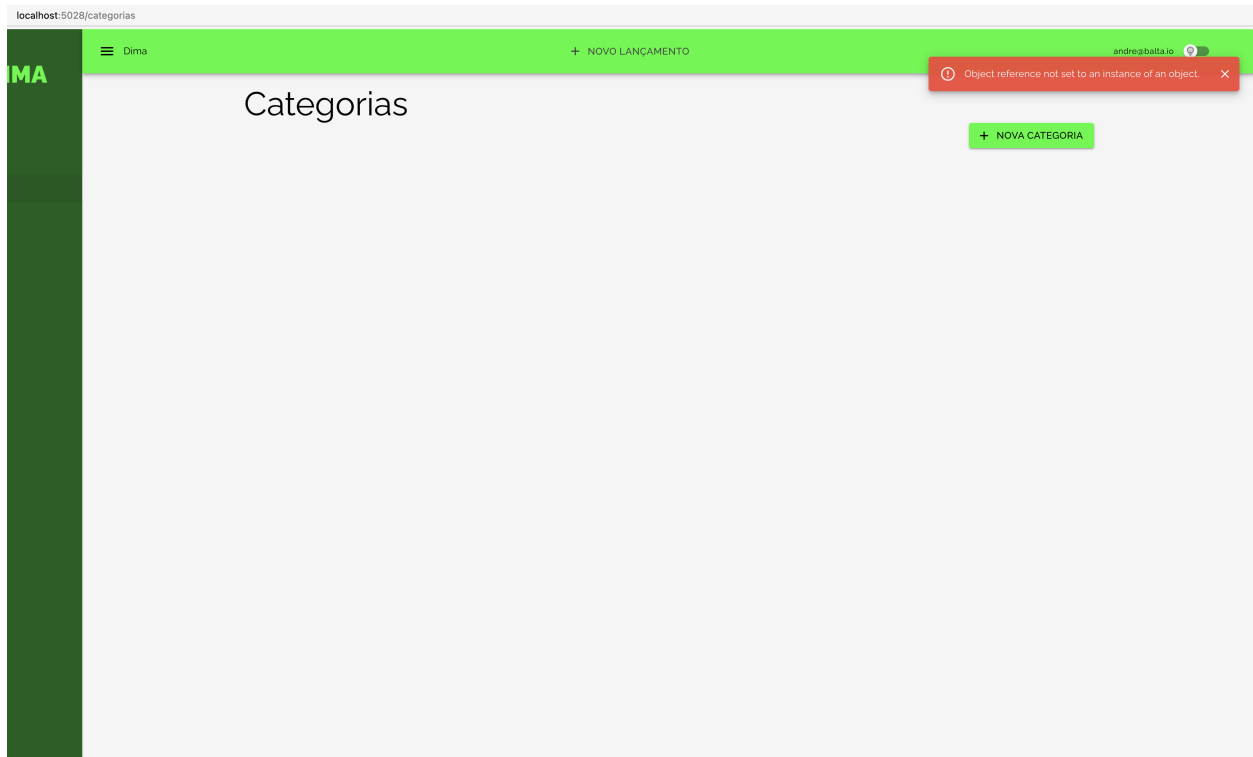 localhost:5028/categorias
IMA
Dima
+ NOVO LANÇAMENTO
andre@balta.io
Object reference not set to an instance of an object.
Categorias
+ NOVA CATEGORIA